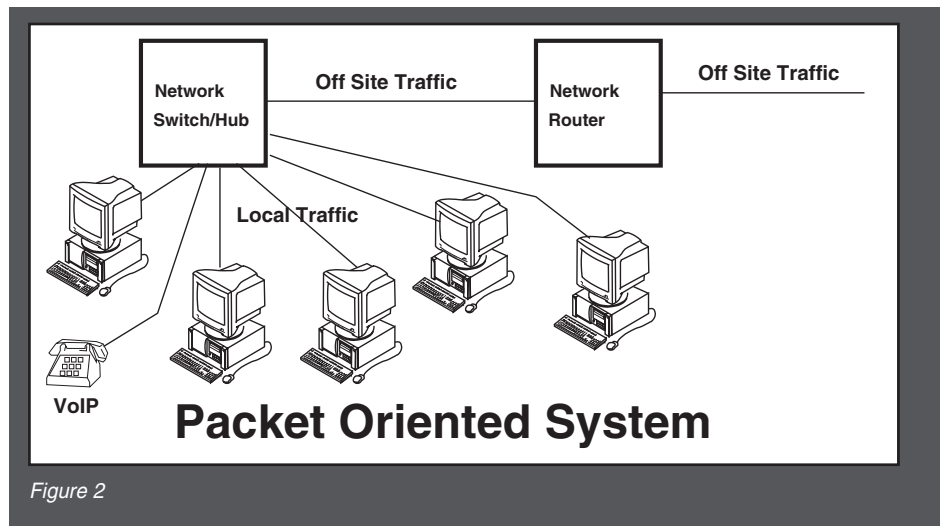 Network
Switch/Hub
Off Site Traffic
Network
Router
Off Site Traffic
Local Traffic
VoIP
Packet Oriented System
Figure 2